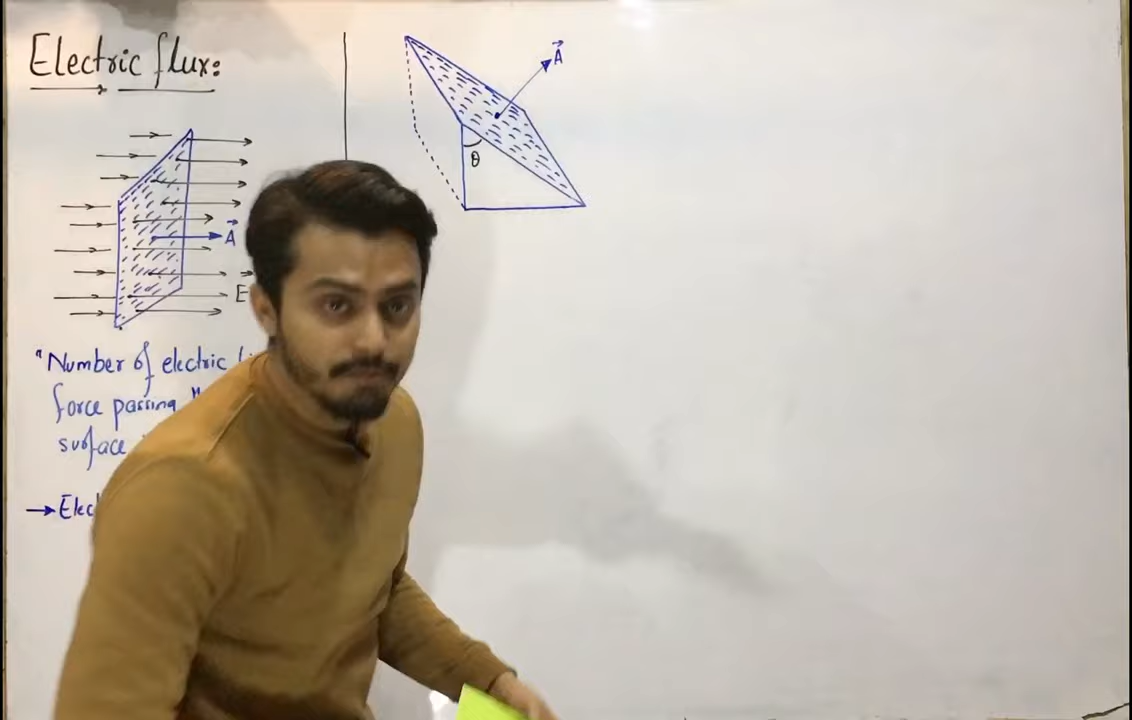 Electric flux:
A
E
"Number of electric
force passing
surface
→ Elec
A
θ